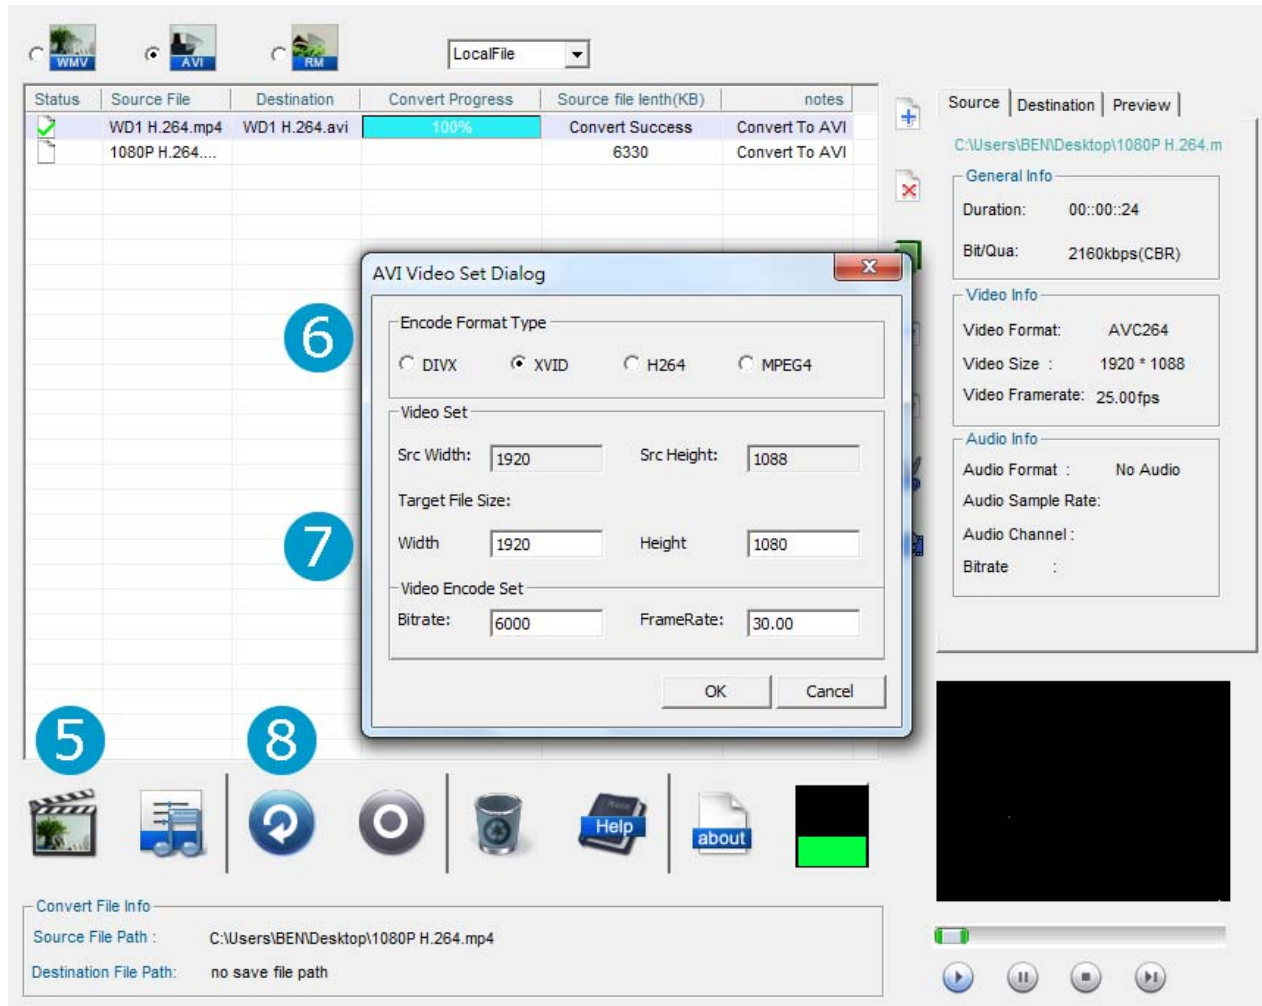 WMV AVI RM LocalFile
Status Source File Destination Convert Progress Source file lenth(KB) notes
WD1 H.264.mp4 WD1 H.264.avi 100% Convert Success Convert To AVI
1080P H.264.... 6330 Convert To AVI
Source Destination Preview
C:\Users\BEN\Desktop\1080P H.264.m
General Info
Duration: 00::00::24
Bit/Qua: 2160kbps(CBR)
Video Info
Video Format: AVC264
Video Size : 1920 * 1088
Video Framerate: 25.00fps
Audio Info
Audio Format : No Audio
Audio Sample Rate:
Audio Channel :
Bitrate :
AVI Video Set Dialog
6
Encode Format Type
DIVX XVID H264 MPEG4
Video Set
Src Width: 1920 Src Height: 1088
Target File Size:
7
Width 1920 Height 1080
Video Encode Set
Bitrate: 6000 FrameRate: 30.00
OK Cancel
5 8
Help about
Convert File Info
Source File Path : C:\Users\BEN\Desktop\1080P H.264.mp4
Destination File Path: no save file path